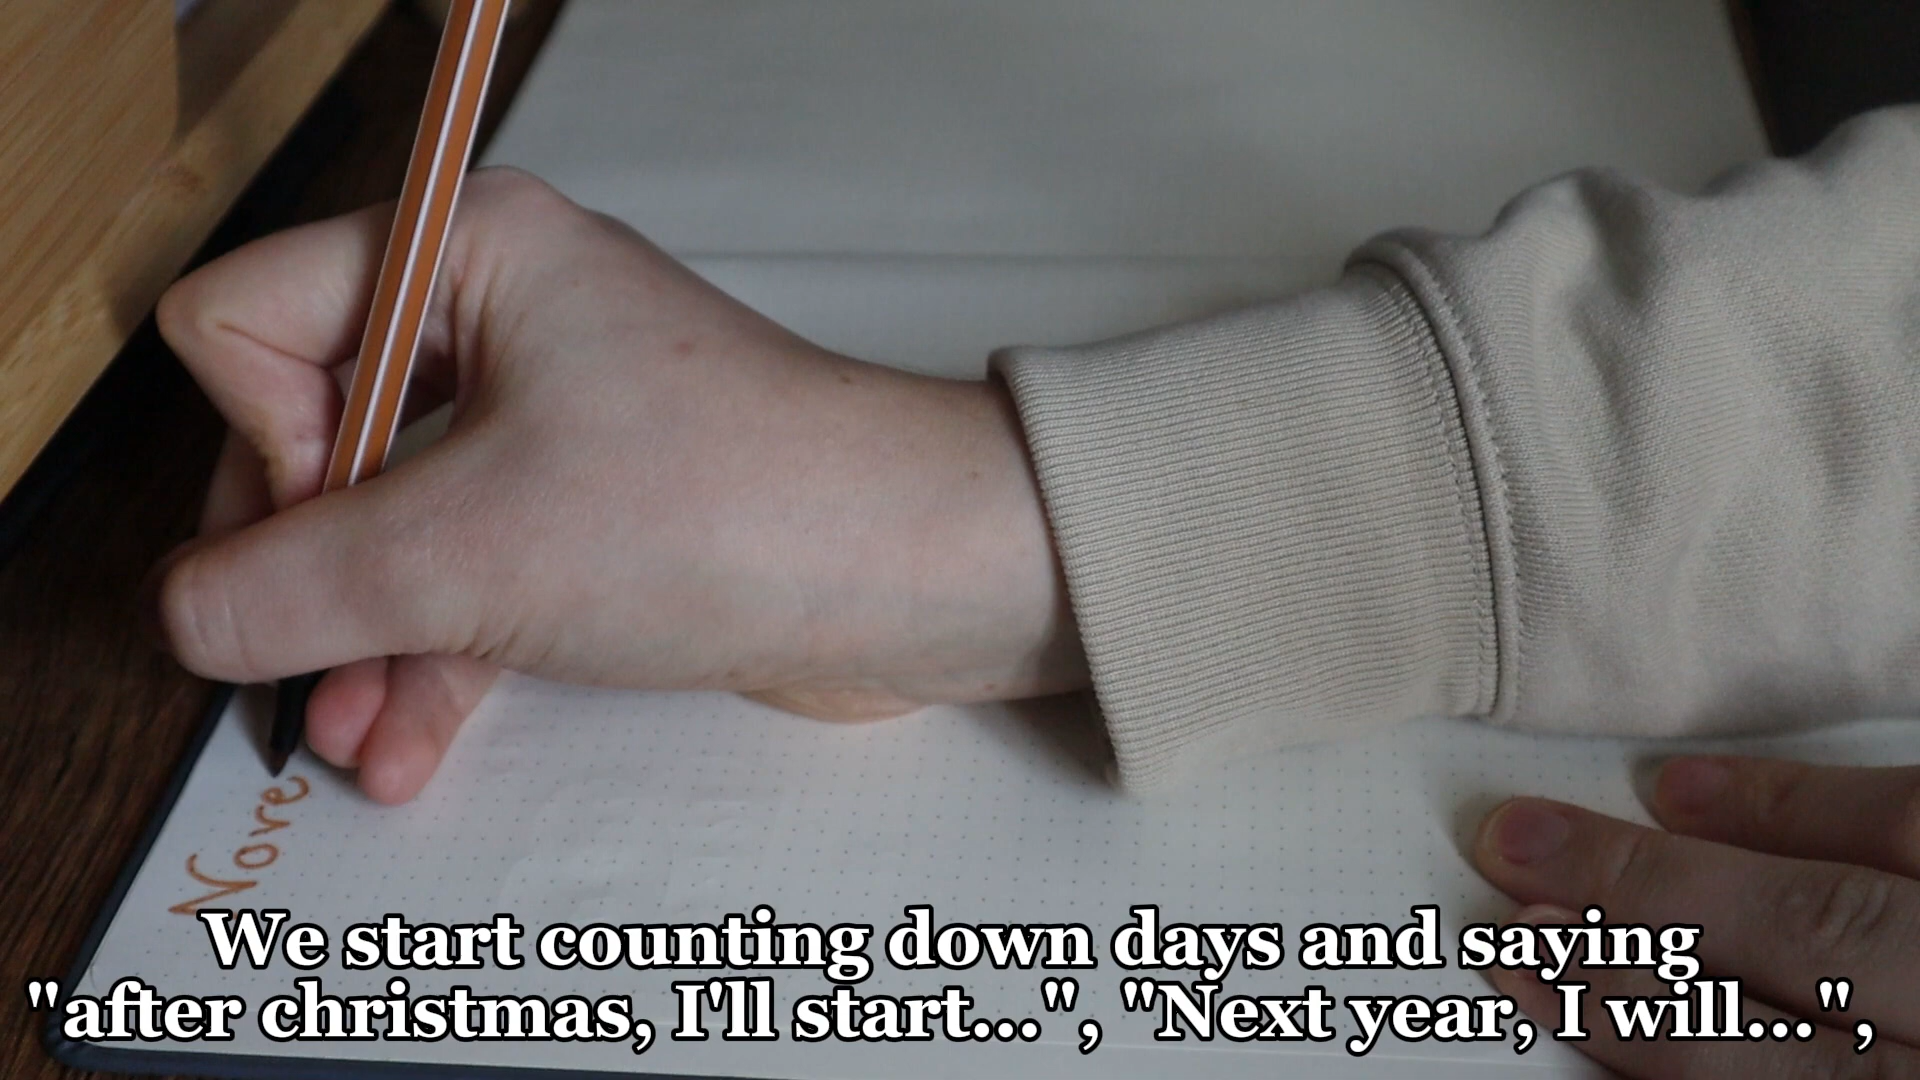 Nove
We start counting down days and saying
"after christmas, I'll start...", "Next year, I will...",